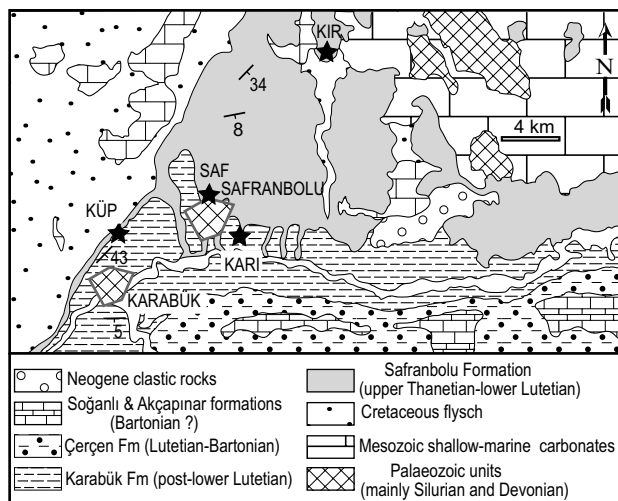 KIR
N
34
8
4 km
SAF
SAFRANBOLU
KÜP
KARI
43
KARABÜK
5
Neogene clastic rocks
Soğanlı & Akçapınar formations
(Bartonian ?)
Çerçen Fm (Lutetian-Bartonian)
Karabük Fm (post-lower Lutetian)
Safranbolu Formation
(upper Thanetian-lower Lutetian)
Cretaceous flysch
Mesozoic shallow-marine carbonates
Palaeozoic units
(mainly Silurian and Devonian)